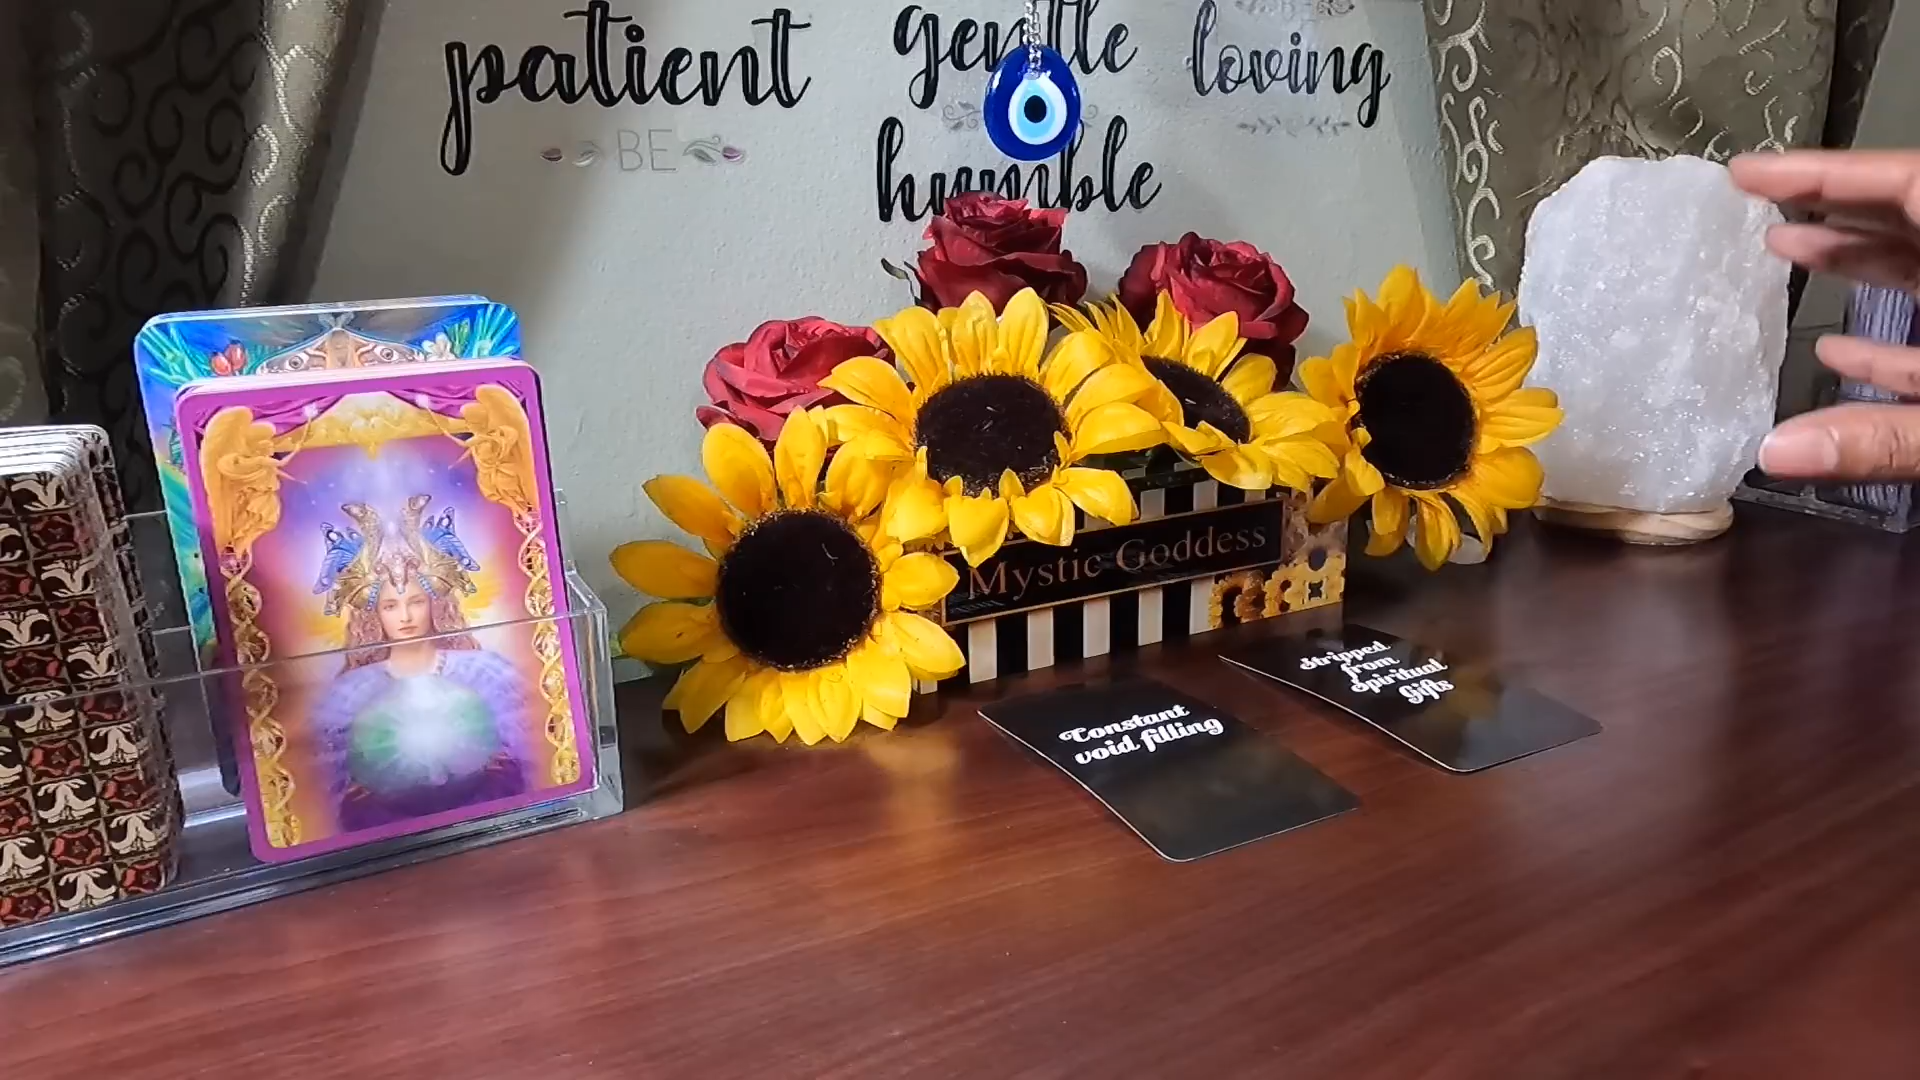 patient
gentle
loving
BE
humble
Mystic Goddess
Stripped
from
Spiritual
Gifts
Constant
void filling